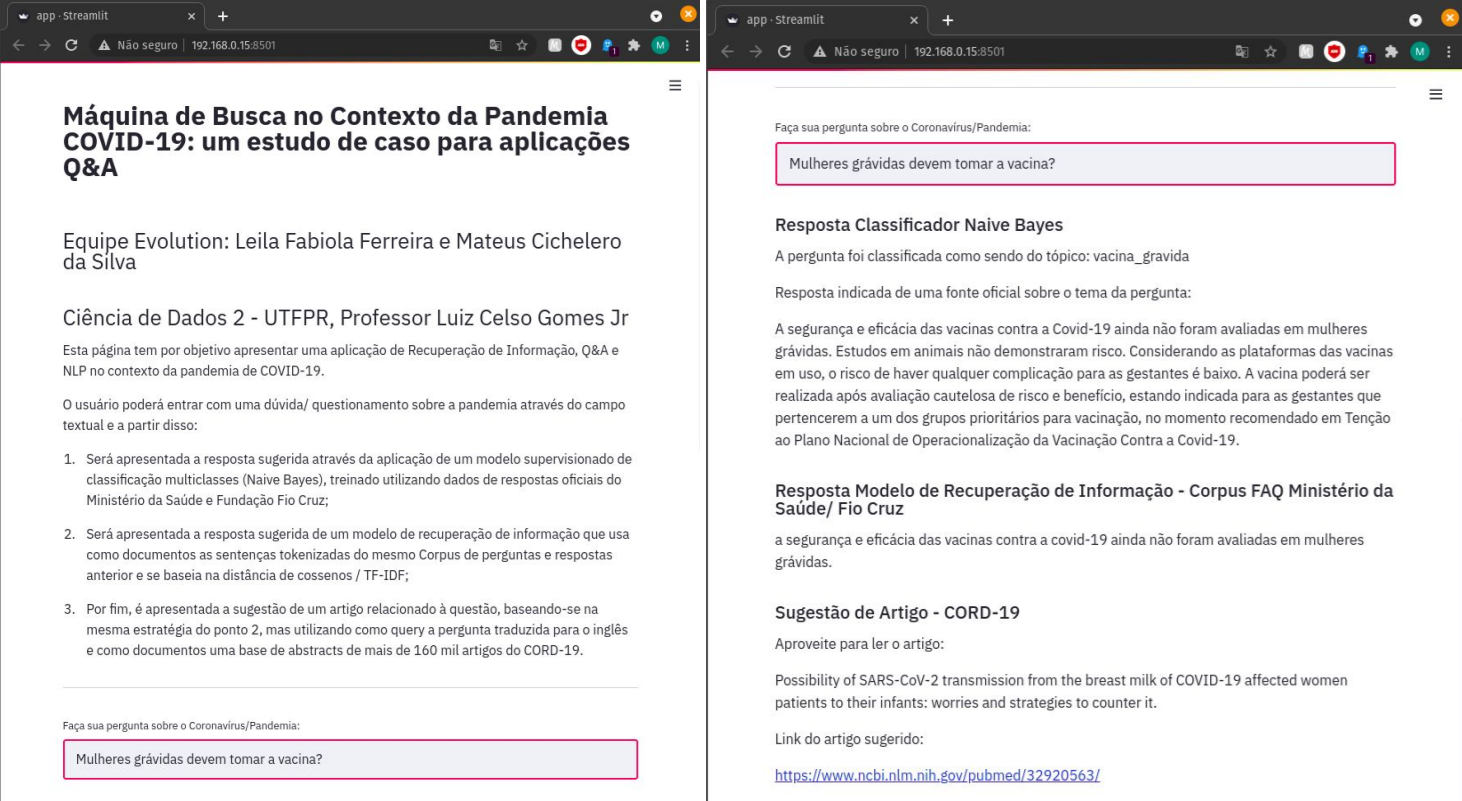 app · Streamlit
Não seguro
192.168.0.15:8501
1
M
Máquina de Busca no Contexto da Pandemia
COVID-19: um estudo de caso para aplicações
Q&A
Equipe Evolution: Leila Fabiola Ferreira e Mateus Cichelero
da Silva
Ciência de Dados 2 - UTFPR, Professor Luiz Celso Gomes Jr
Esta página tem por objetivo apresentar uma aplicação de Recuperação de Informação, Q&A e
NLP no contexto da pandemia de COVID-19.
O usuário poderá entrar com uma dúvida/ questionamento sobre a pandemia através do campo
textual e a partir disso:
1. Será apresentada a resposta sugerida através da aplicação de um modelo supervisionado de
classificação multiclasses (Naive Bayes), treinado utilizando dados de respostas oficiais do
Ministério da Saúde e Fundação Fio Cruz;
2. Será apresentada a resposta sugerida de um modelo de recuperação de informação que usa
como documentos as sentenças tokenizadas do mesmo Corpus de perguntas e respostas
anterior e se baseia na distância de cossenos / TF-IDF;
3. Por fim, é apresentada a sugestão de um artigo relacionado à questão, baseando-se na
mesma estratégia do ponto 2, mas utilizando como query a pergunta traduzida para o inglês
e como documentos uma base de abstracts de mais de 160 mil artigos do CORD-19.
Faça sua pergunta sobre o Coronavírus/Pandemia:
Mulheres grávidas devem tomar a vacina?
app · Streamlit
Não seguro
192.168.0.15:8501
1
M
Faça sua pergunta sobre o Coronavírus/Pandemia:
Mulheres grávidas devem tomar a vacina?
Resposta Classificador Naive Bayes
A pergunta foi classificada como sendo do tópico: vacina_gravida
Resposta indicada de uma fonte oficial sobre o tema da pergunta:
A segurança e eficácia das vacinas contra a Covid-19 ainda não foram avaliadas em mulheres
grávidas. Estudos em animais não demonstraram risco. Considerando as plataformas das vacinas
em uso, o risco de haver qualquer complicação para as gestantes é baixo. A vacina poderá ser
realizada após avaliação cautelosa de risco e benefício, estando indicada para as gestantes que
pertencerem a um dos grupos prioritários para vacinação, no momento recomendado em Tenção
ao Plano Nacional de Operacionalização da Vacinação Contra a Covid-19.
Resposta Modelo de Recuperação de Informação - Corpus FAQ Ministério da
Saúde/ Fio Cruz
a segurança e eficácia das vacinas contra a covid-19 ainda não foram avaliadas em mulheres
grávidas.
Sugestão de Artigo - CORD-19
Aproveite para ler o artigo:
Possibility of SARS-CoV-2 transmission from the breast milk of COVID-19 affected women
patients to their infants: worries and strategies to counter it.
Link do artigo sugerido:
https://www.ncbi.nlm.nih.gov/pubmed/32920563/